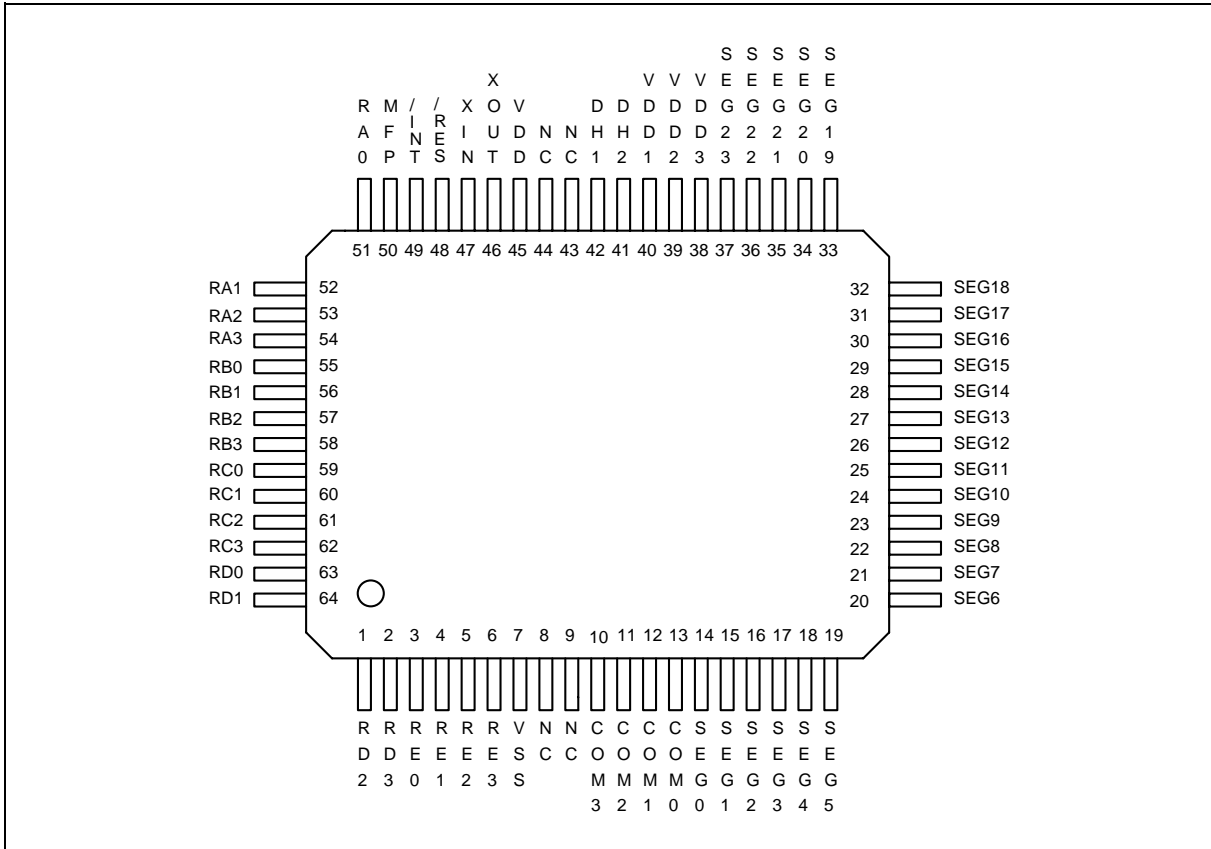 RA0 MFP /INT /RES XIN XOUT VDD NC NC DH1 DH2 VDD1 VDD2 VDD3 SEG23 SEG22 SEG21 SEG20 SEG19
51 50 49 48 47 46 45 44 43 42 41 40 39 38 37 36 35 34 33
RA1 52 32 SEG18
RA2 53 31 SEG17
RA3 54 30 SEG16
RB0 55 29 SEG15
RB1 56 28 SEG14
RB2 57 27 SEG13
RB3 58 26 SEG12
RC0 59 25 SEG11
RC1 60 24 SEG10
RC2 61 23 SEG9
RC3 62 22 SEG8
RD0 63 21 SEG7
RD1 64 20 SEG6
1 2 3 4 5 6 7 8 9 10 11 12 13 14 15 16 17 18 19
RD2 RD3 RE0 RE1 RE2 RE3 VSS NC NC COM3 COM2 COM1 COM0 SEG0 SEG1 SEG2 SEG3 SEG4 SEG5